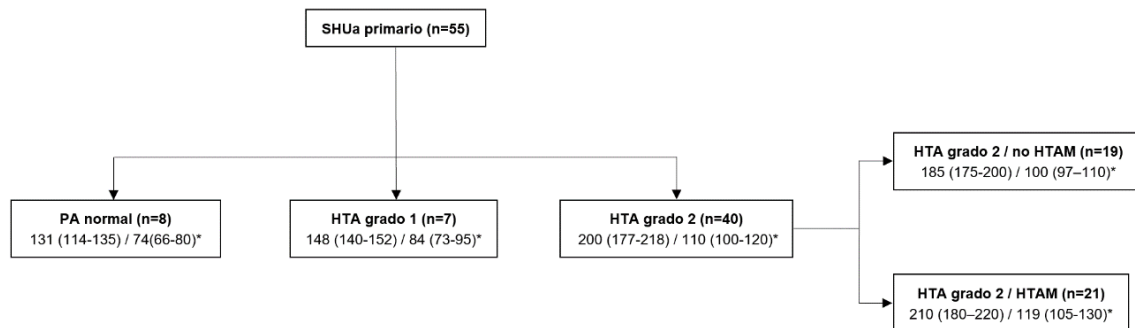 SHUa primario (n=55)
PA normal (n=8)
131 (114-135) / 74(66-80)*
HTA grado 1 (n=7)
148 (140-152) / 84 (73-95)*
HTA grado 2 (n=40)
200 (177-218) / 110 (100-120)*
HTA grado 2 / no HTAM (n=19)
185 (175-200) / 100 (97–110)*
HTA grado 2 / HTAM (n=21)
210 (180–220) / 119 (105-130)*